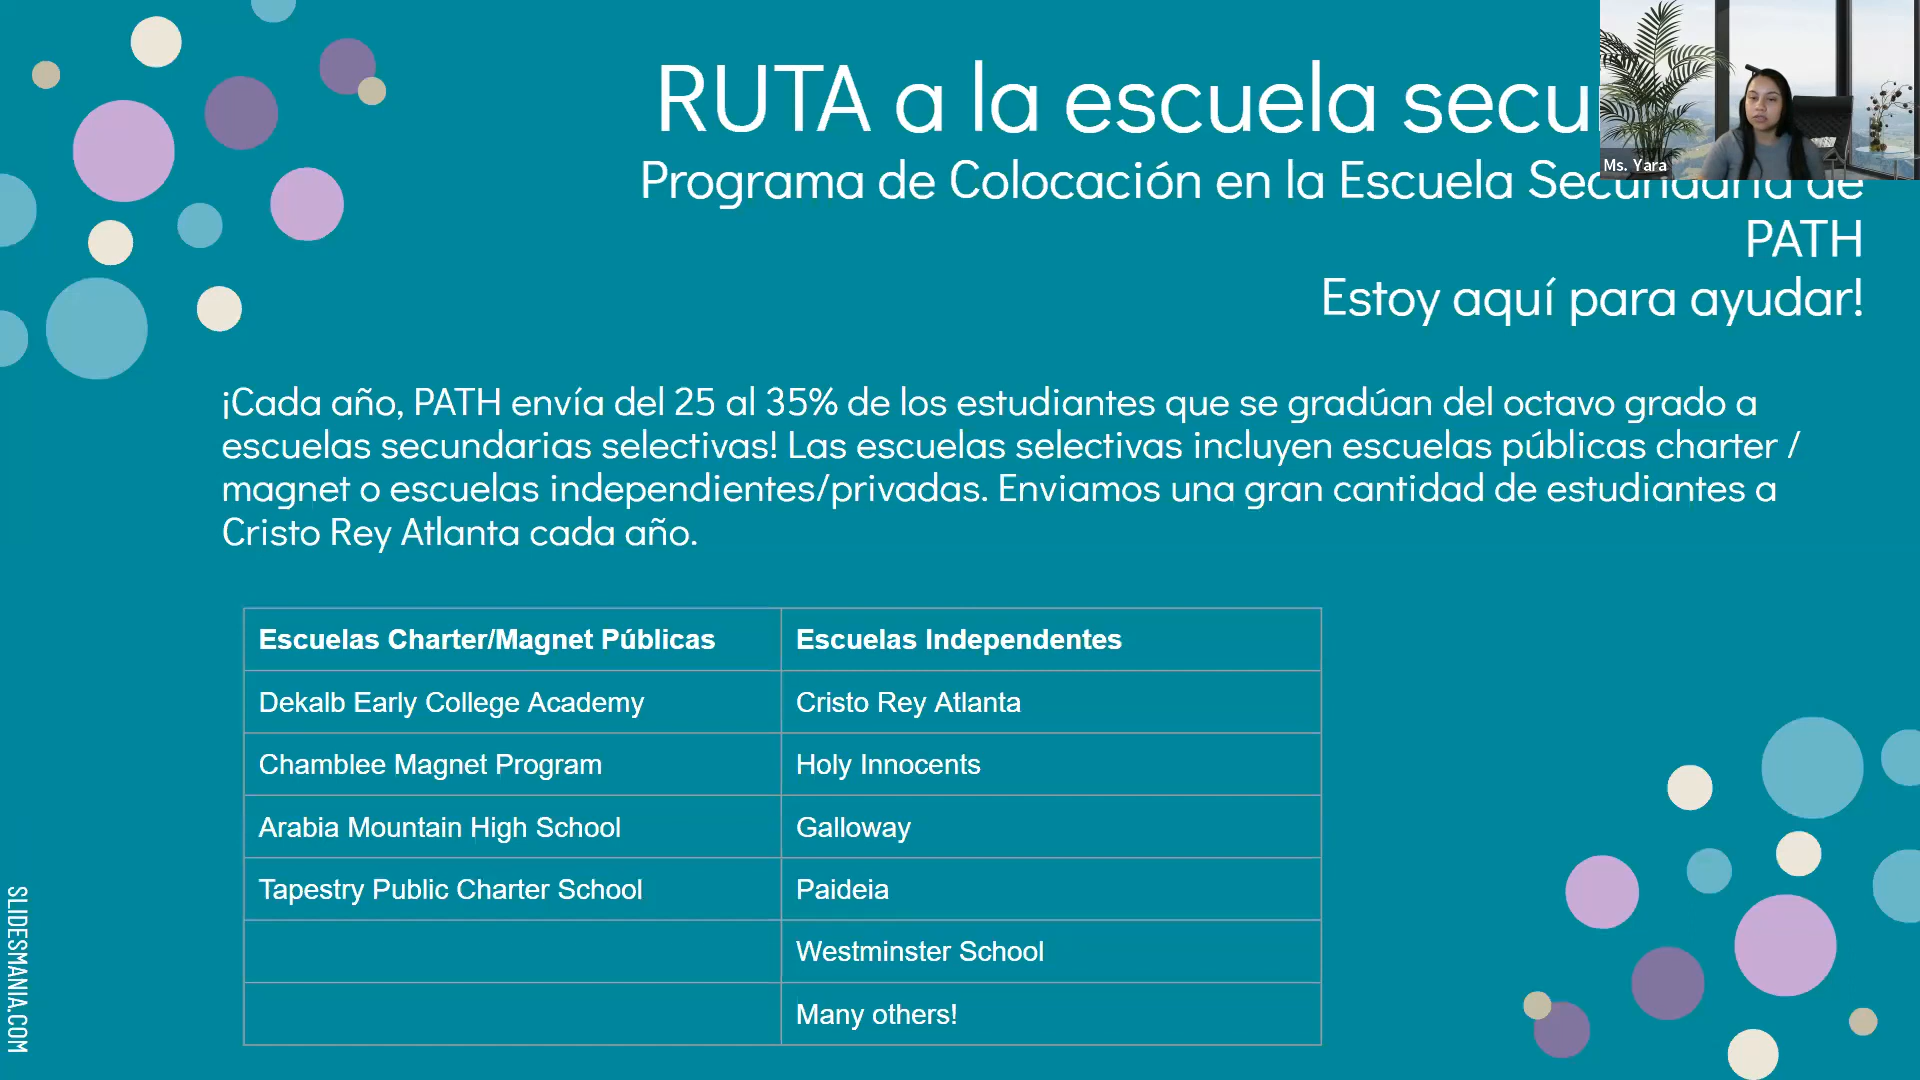 RUTA a la escuela secu
Ms. Yara
Programa de Colocación en la Escuela Secundaria de
PATH
Estoy aquí para ayudar!
¡Cada año, PATH envía del 25 al 35% de los estudiantes que se gradúan del octavo grado a
escuelas secundarias selectivas! Las escuelas selectivas incluyen escuelas públicas charter /
magnet o escuelas independientes/privadas. Enviamos una gran cantidad de estudiantes a
Cristo Rey Atlanta cada año.
Escuelas Charter/Magnet Públicas
Escuelas Independentes
Dekalb Early College Academy
Cristo Rey Atlanta
Chamblee Magnet Program
Holy Innocents
Arabia Mountain High School
Galloway
Tapestry Public Charter School
Paideia
Westminster School
Many others!
SLIDESMANIA.COM